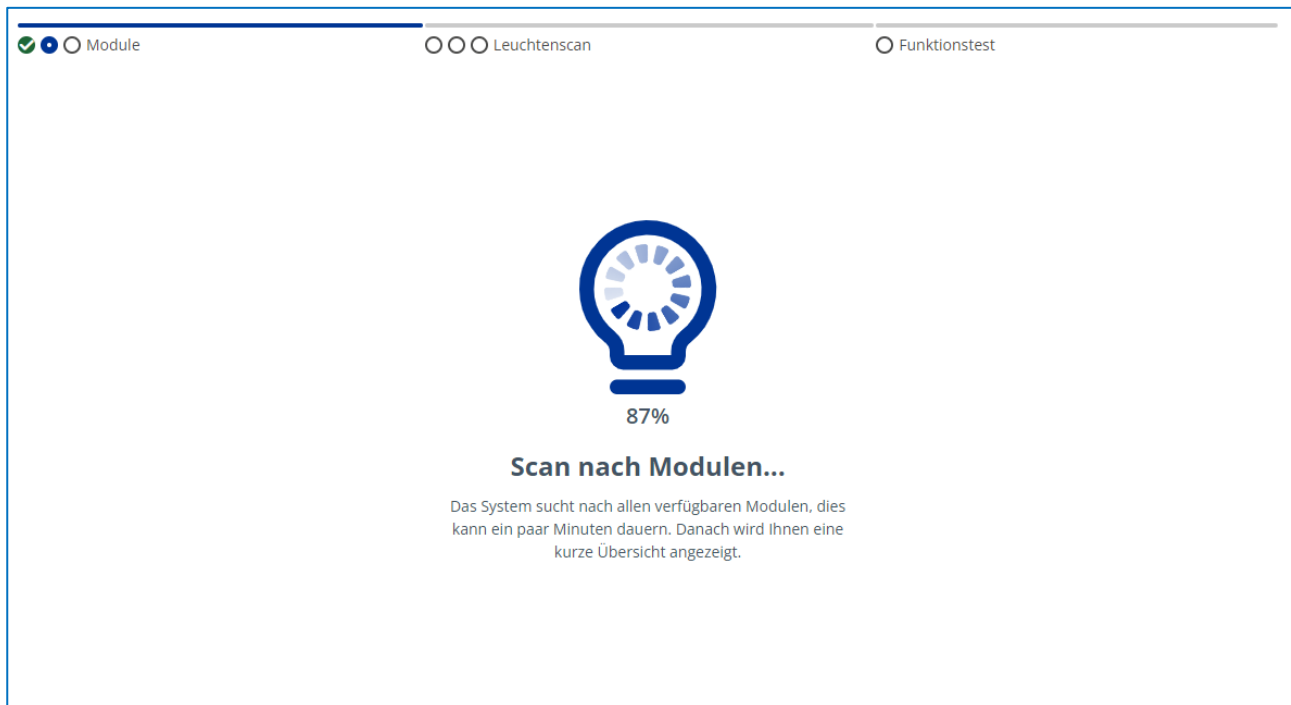 Module
Leuchtenscan
Funktionstest
87%
Scan nach Modulen...
Das System sucht nach allen verfügbaren Modulen, dies
kann ein paar Minuten dauern. Danach wird Ihnen eine
kurze Übersicht angezeigt.